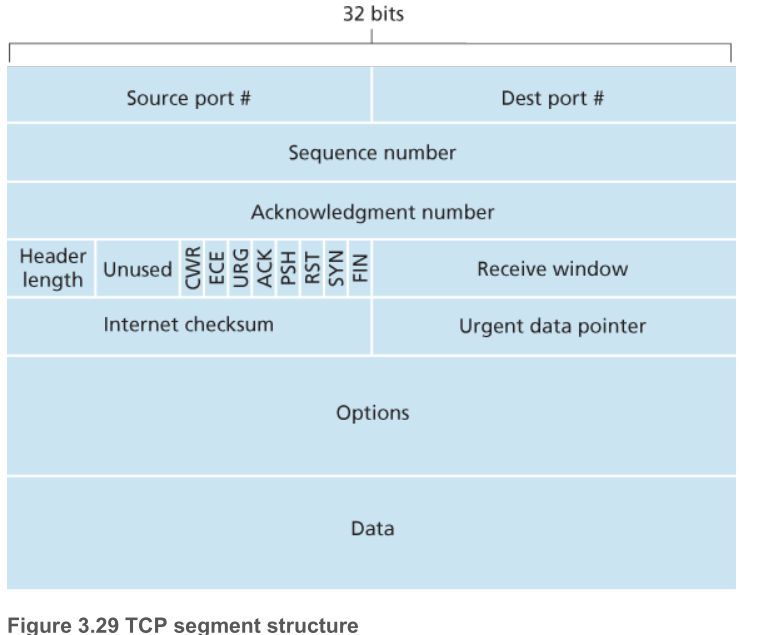 32 bits
Source port # Dest port #
Sequence number
Acknowledgment number
Header length Unused CWR ECE URG ACK PSH RST SYN FIN Receive window
Internet checksum Urgent data pointer
Options
Data
Figure 3.29 TCP segment structure